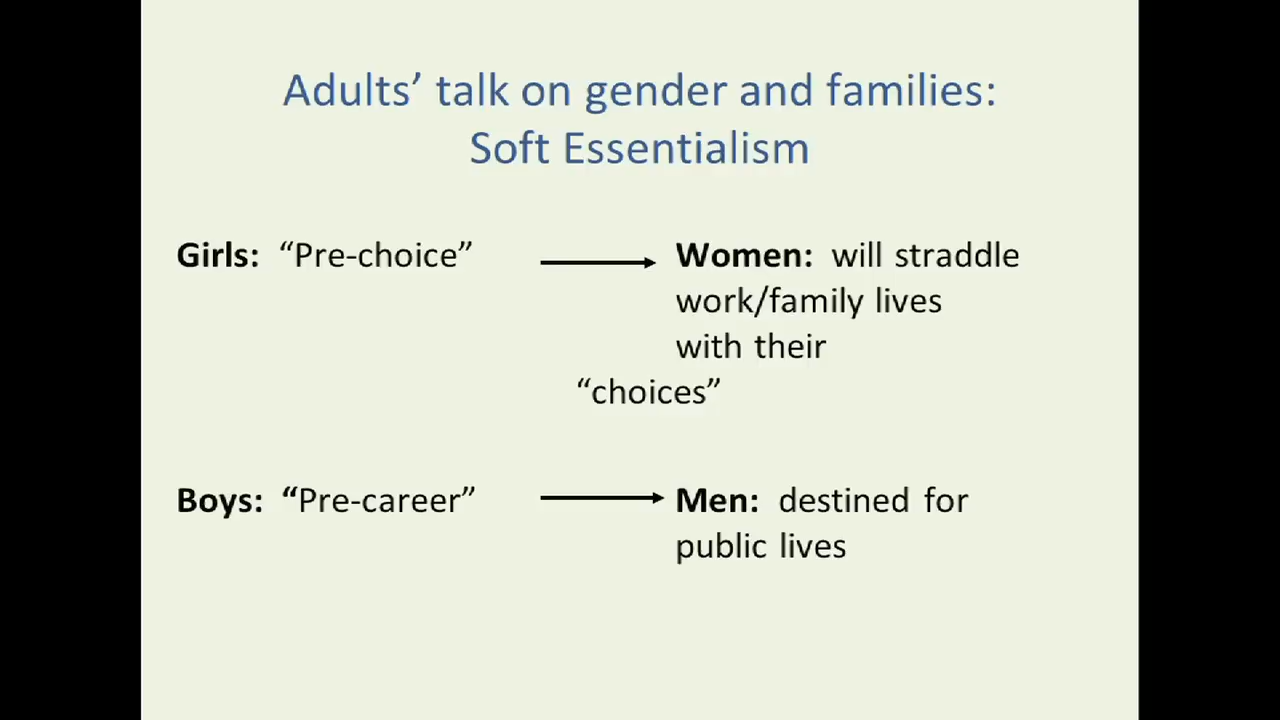 Adults’ talk on gender and families:
Soft Essentialism
Girls: “Pre-choice”
Women: will straddle
work/family lives
with their
“choices”
Boys: “Pre-career”
Men: destined for
public lives